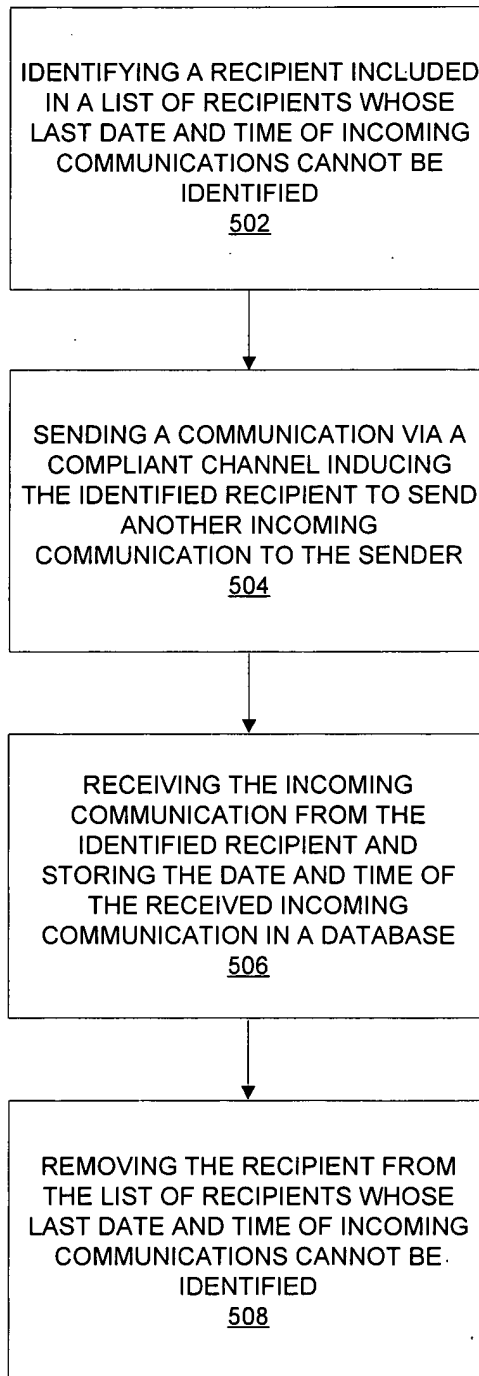 IDENTIFYING A RECIPIENT INCLUDED
IN A LIST OF RECIPIENTS WHOSE
LAST DATE AND TIME OF INCOMING
COMMUNICATIONS CANNOT BE
IDENTIFIED
502
SENDING A COMMUNICATION VIA A
COMPLIANT CHANNEL INDUCING
THE IDENTIFIED RECIPIENT TO SEND
ANOTHER INCOMING
COMMUNICATION TO THE SENDER
504
RECEIVING THE INCOMING
COMMUNICATION FROM THE
IDENTIFIED RECIPIENT AND
STORING THE DATE AND TIME OF
THE RECEIVED INCOMING
COMMUNICATION IN A DATABASE
506
REMOVING THE RECIPIENT FROM
THE LIST OF RECIPIENTS WHOSE
LAST DATE AND TIME OF INCOMING
COMMUNICATIONS CANNOT BE
IDENTIFIED
508